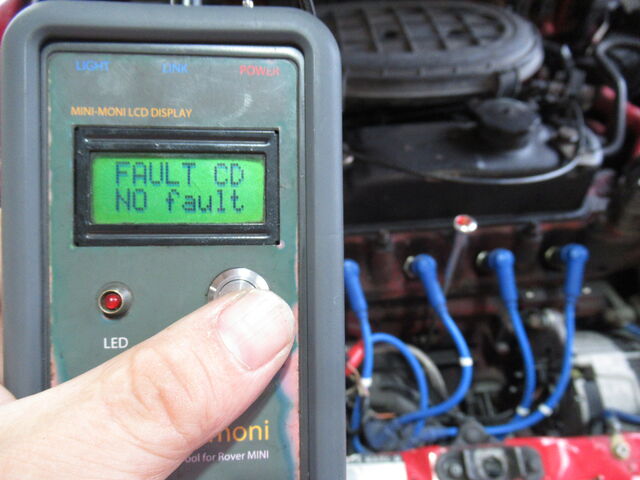 LIGHT LINK POWER
MINI-MONI LCD DISPLAY
FAULT CD
NO fault
LED
moni
ool for Rover MINI